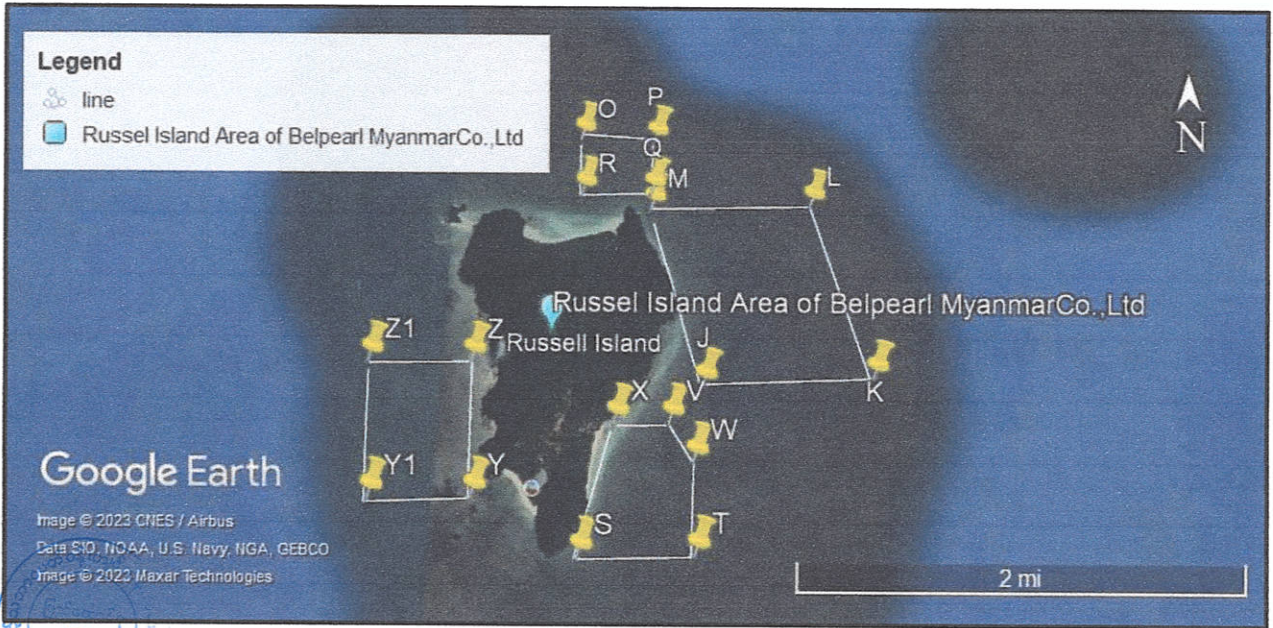 Legend
line
Russel Island Area of Belpearl MyanmarCo.,Ltd
O
P
Q
R
M
L
N
Russel Island Area of Belpearl MyanmarCo.,Ltd
Z1
Z
Russell Island
J
K
X
V
W
Y1
Y
S
T
Google Earth
Image © 2023 CNES / Airbus
Data SIO, NOAA, U.S. Navy, NGA, GEBCO
Image © 2023 Maxar Technologies
2 mi